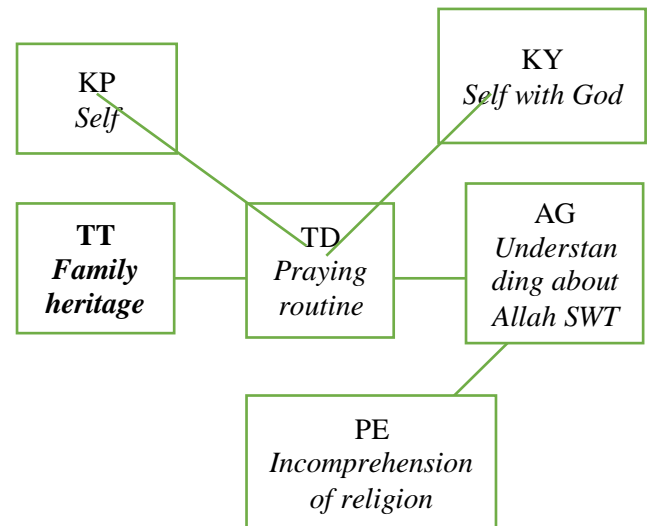 KP
Self
KY
Self with God
TT
Family
heritage
TD
Praying
routine
AG
Understan
ding about
Allah SWT
PE
Incomprehension
of religion